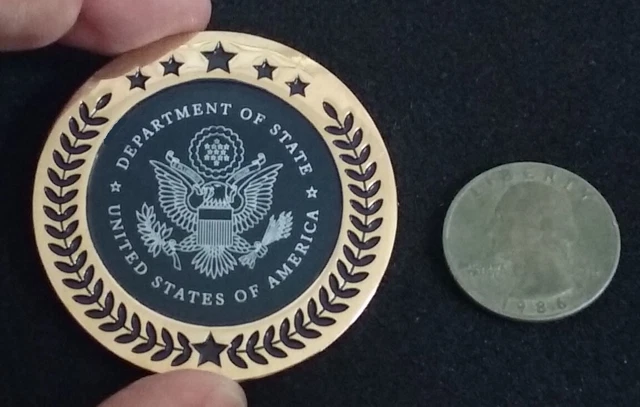 DEPARTMENT OF STATE
UNITED STATES OF AMERICA
LIBERTY
1986